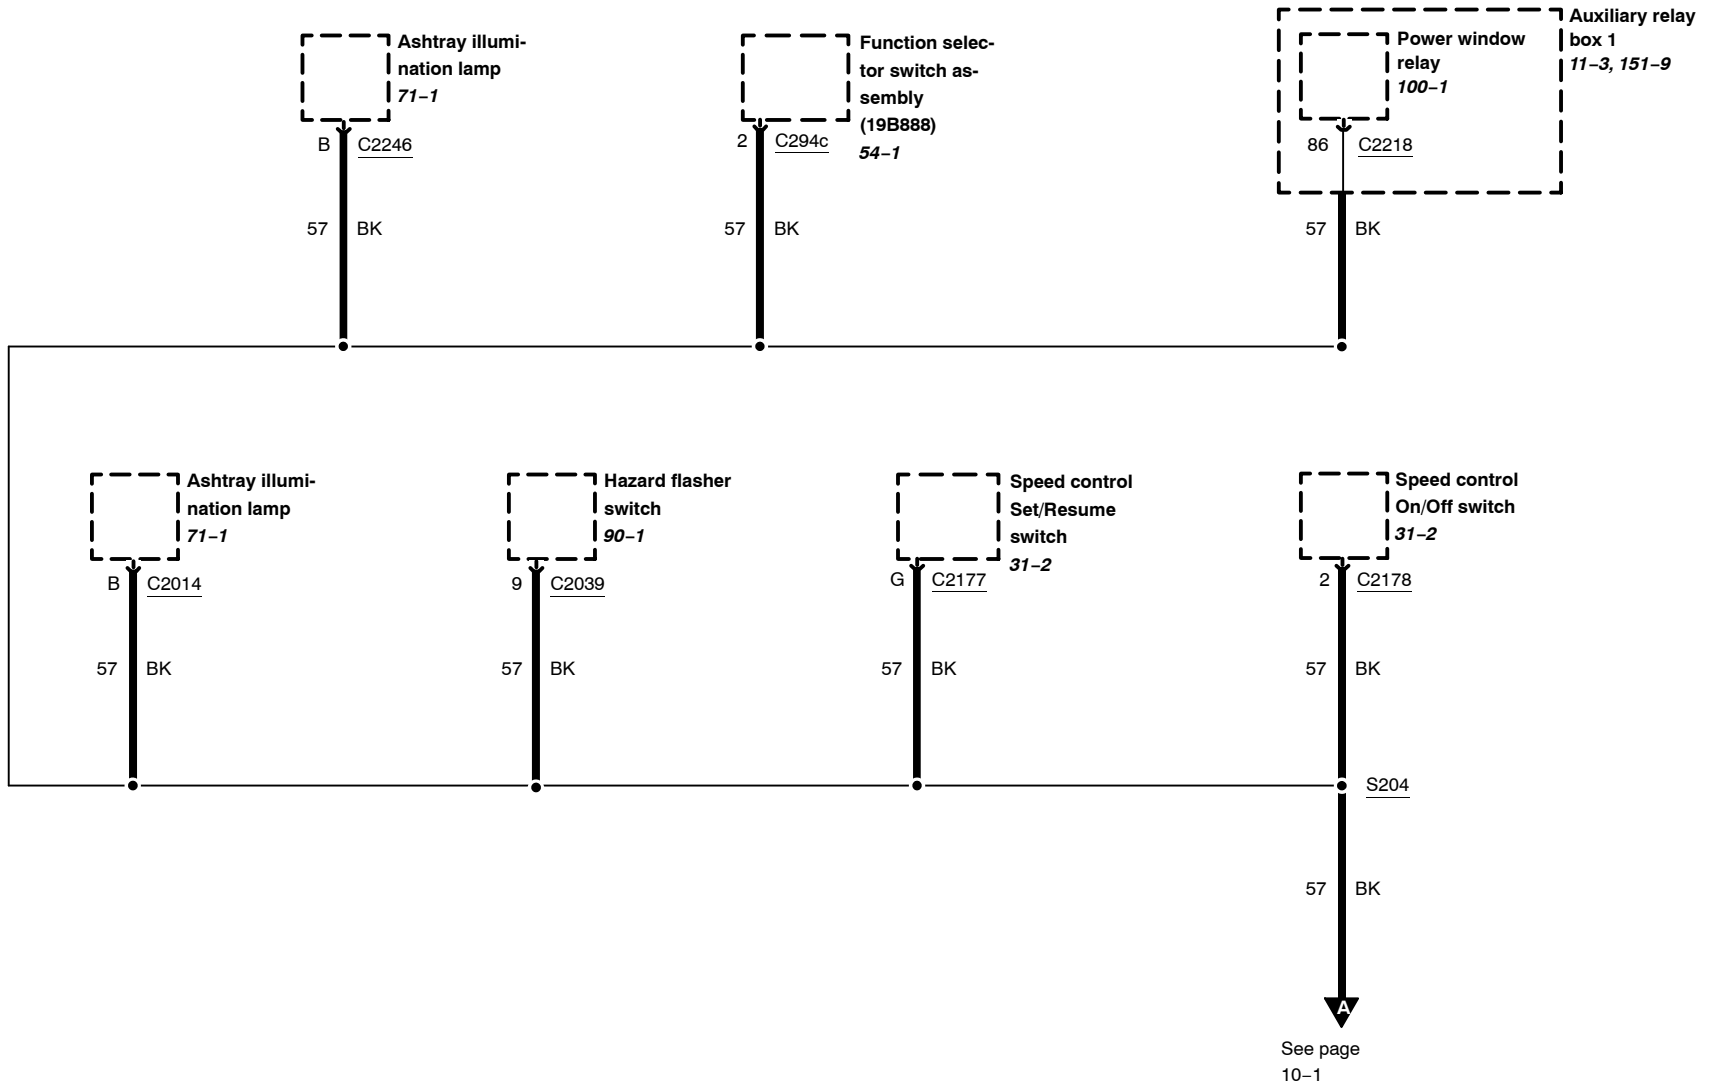 Ashtray illumi-
nation lamp
71–1
B
C2246
57
BK
Function selec-
tor switch as-
sembly
(19B888)
54–1
2
C294c
57
BK
Auxiliary relay
box 1
11–3, 151–9
Power window
relay
100–1
86
C2218
57
BK
Ashtray illumi-
nation lamp
71–1
B
C2014
57
BK
Hazard flasher
switch
90–1
9
C2039
57
BK
Speed control
Set/Resume
switch
31–2
G
C2177
57
BK
Speed control
On/Off switch
31–2
2
C2178
57
BK
S204
57
BK
A
See page
10–1